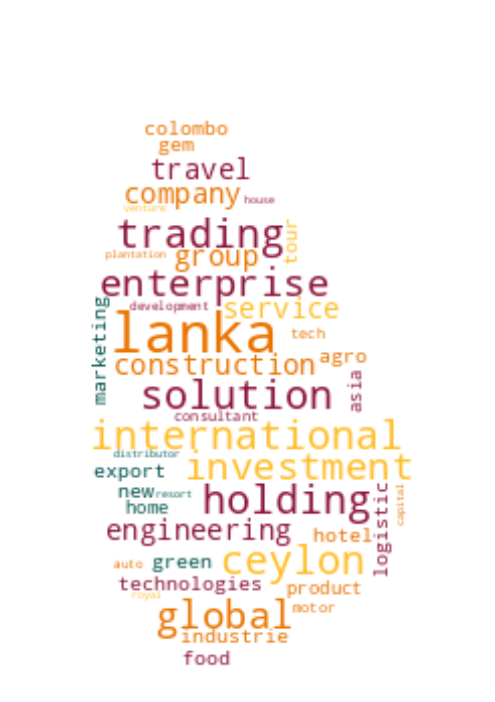 colombo
gem
travel
company
house
venture
trading
tour
plantation
group
enterprise
development
service
marketing
lanka
tech
construction
agro
solution
asia
consultant
international
distributor
export
investment
new
resort
holding
home
logistic
capital
engineering
hotel
auto
green
ceylon
technologies
product
royal
global
motor
industrie
food